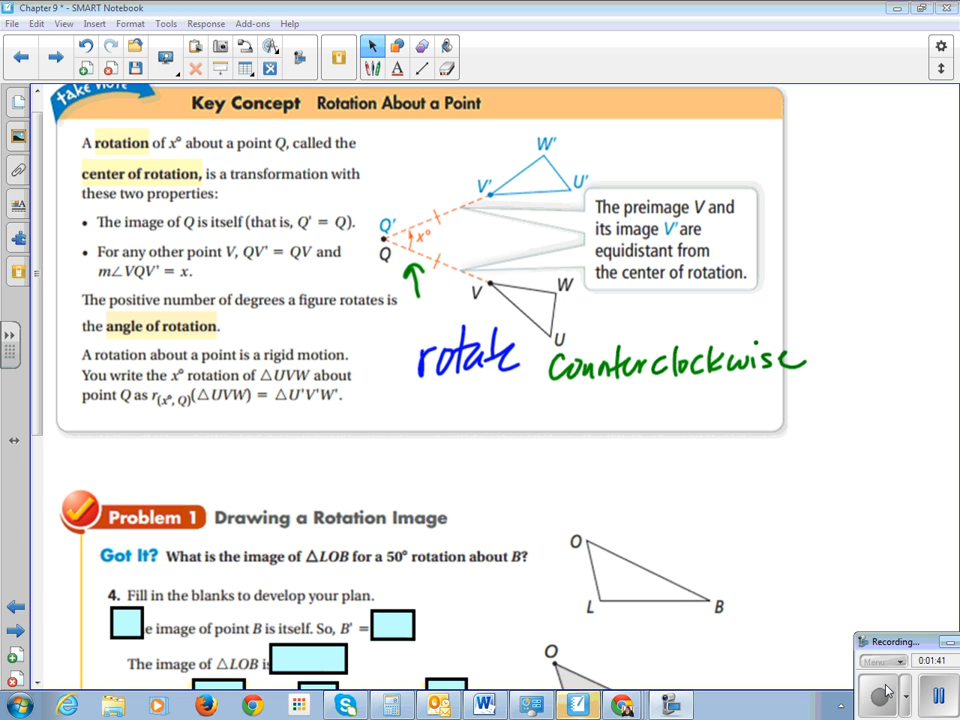 Chapter 9 * - SMART Notebook
File Edit View Insert Format Tools Response Add-ons Help
take note
Key Concept Rotation About a Point
A rotation of x° about a point Q, called the
center of rotation, is a transformation with
these two properties:
• The image of Q is itself (that is, Q' = Q).
• For any other point V, QV' = QV and
m∠VQV' = x.
The positive number of degrees a figure rotates is
the angle of rotation.
A rotation about a point is a rigid motion.
You write the x° rotation of △UVW about
point Q as r(x°, Q)(△UVW) = △U'V'W'.
W'
V'
U'
Q'
x°
Q
V
W
U
The preimage V and
its image V' are
equidistant from
the center of rotation.
rotate counterclockwise
Problem 1 Drawing a Rotation Image
Got It? What is the image of △LOB for a 50° rotation about B?
4. Fill in the blanks to develop your plan.
e image of point B is itself. So, B' =
The image of △LOB is
O
L
B
O
Recording...
Menu
0:01:41